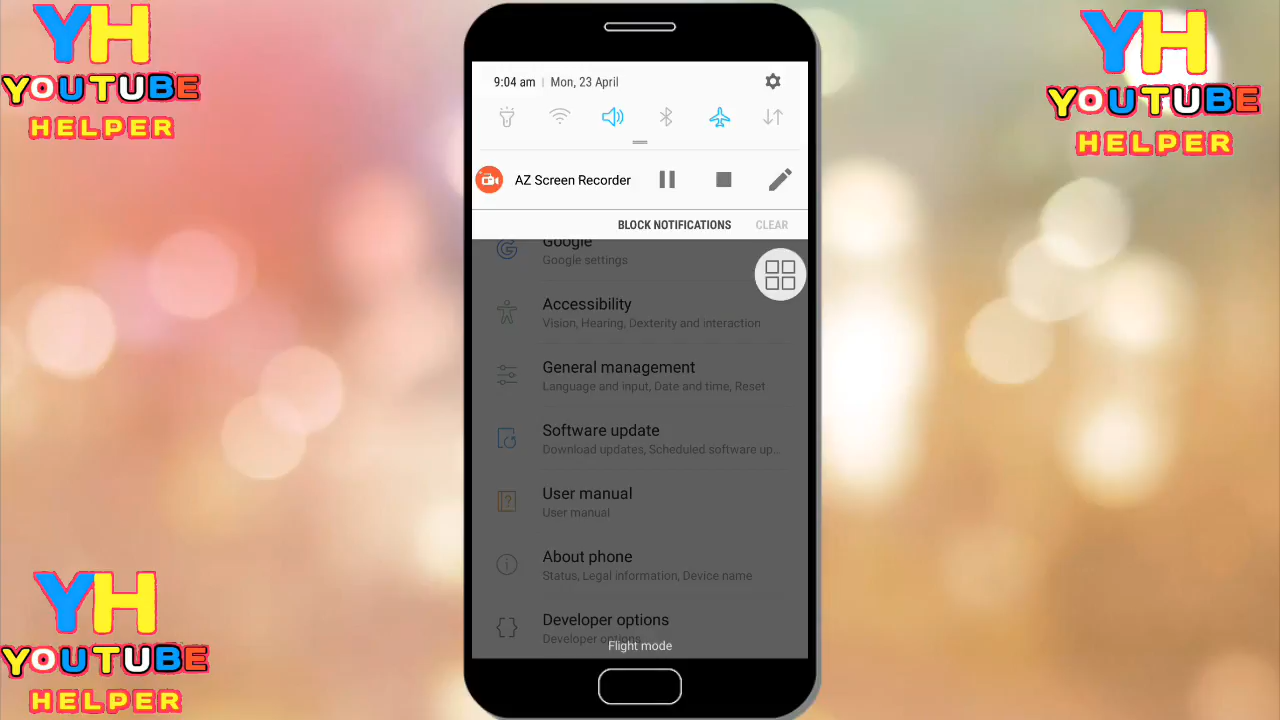 YH
YOUTUBE
HELPER
YH
YOUTUBE
HELPER
9:04 am | Mon, 23 April
AZ Screen Recorder
BLOCK NOTIFICATIONS CLEAR
Google
Google settings
Accessibility
Vision, Hearing, Dexterity and interaction
General management
Language and input, Date and time, Reset
Software update
Download updates, Scheduled software up...
User manual
User manual
About phone
Status, Legal information, Device name
Developer options
Developer options
Flight mode
YH
YOUTUBE
HELPER